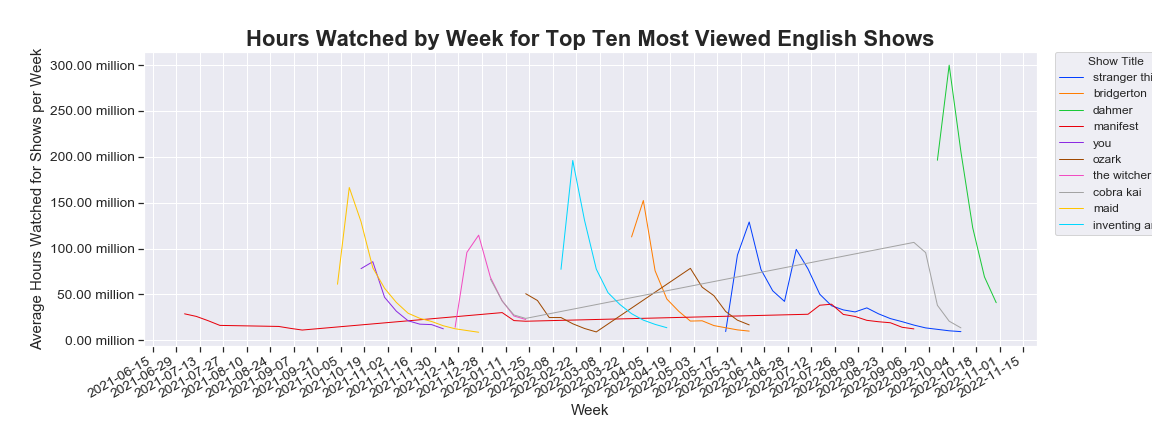 Hours Watched by Week for Top Ten Most Viewed English Shows
Average Hours Watched for Shows per Week
300.00 million
250.00 million
200.00 million
150.00 million
100.00 million
50.00 million
0.00 million
2021-06-15
2021-06-29
2021-07-13
2021-07-27
2021-08-10
2021-08-24
2021-09-07
2021-09-21
2021-10-05
2021-10-19
2021-11-02
2021-11-16
2021-11-30
2021-12-14
2021-12-28
2022-01-11
2022-01-25
2022-02-08
2022-02-22
2022-03-08
2022-03-22
2022-04-05
2022-04-19
2022-05-03
2022-05-17
2022-05-31
2022-06-14
2022-06-28
2022-07-12
2022-07-26
2022-08-09
2022-08-23
2022-09-06
2022-09-20
2022-10-04
2022-10-18
2022-11-01
2022-11-15
Week
Show Title
stranger thi
bridgerton
dahmer
manifest
you
ozark
the witcher
cobra kai
maid
inventing an